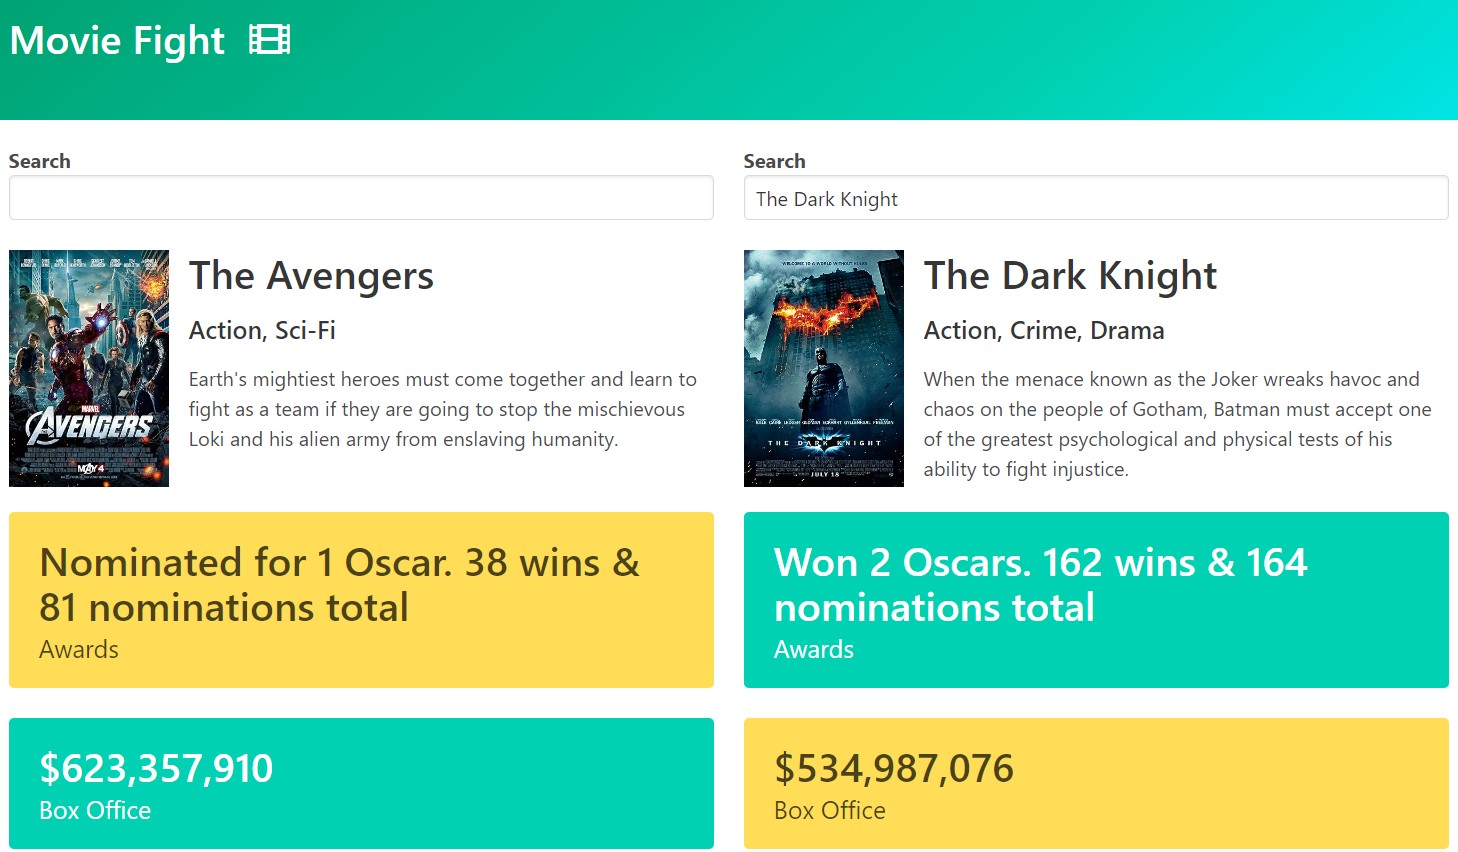 Movie Fight
Search
Search
The Dark Knight
The Avengers
Action, Sci-Fi
Earth's mightiest heroes must come together and learn to
fight as a team if they are going to stop the mischievous
Loki and his alien army from enslaving humanity.
MARVEL
AVENGERS
MAY 4
The Dark Knight
Action, Crime, Drama
When the menace known as the Joker wreaks havoc and
chaos on the people of Gotham, Batman must accept one
of the greatest psychological and physical tests of his
ability to fight injustice.
WELCOME TO A WORLD WITHOUT RULES.
THE DARK KNIGHT
JULY 18
Nominated for 1 Oscar. 38 wins &
81 nominations total
Awards
Won 2 Oscars. 162 wins & 164
nominations total
Awards
$623,357,910
Box Office
$534,987,076
Box Office